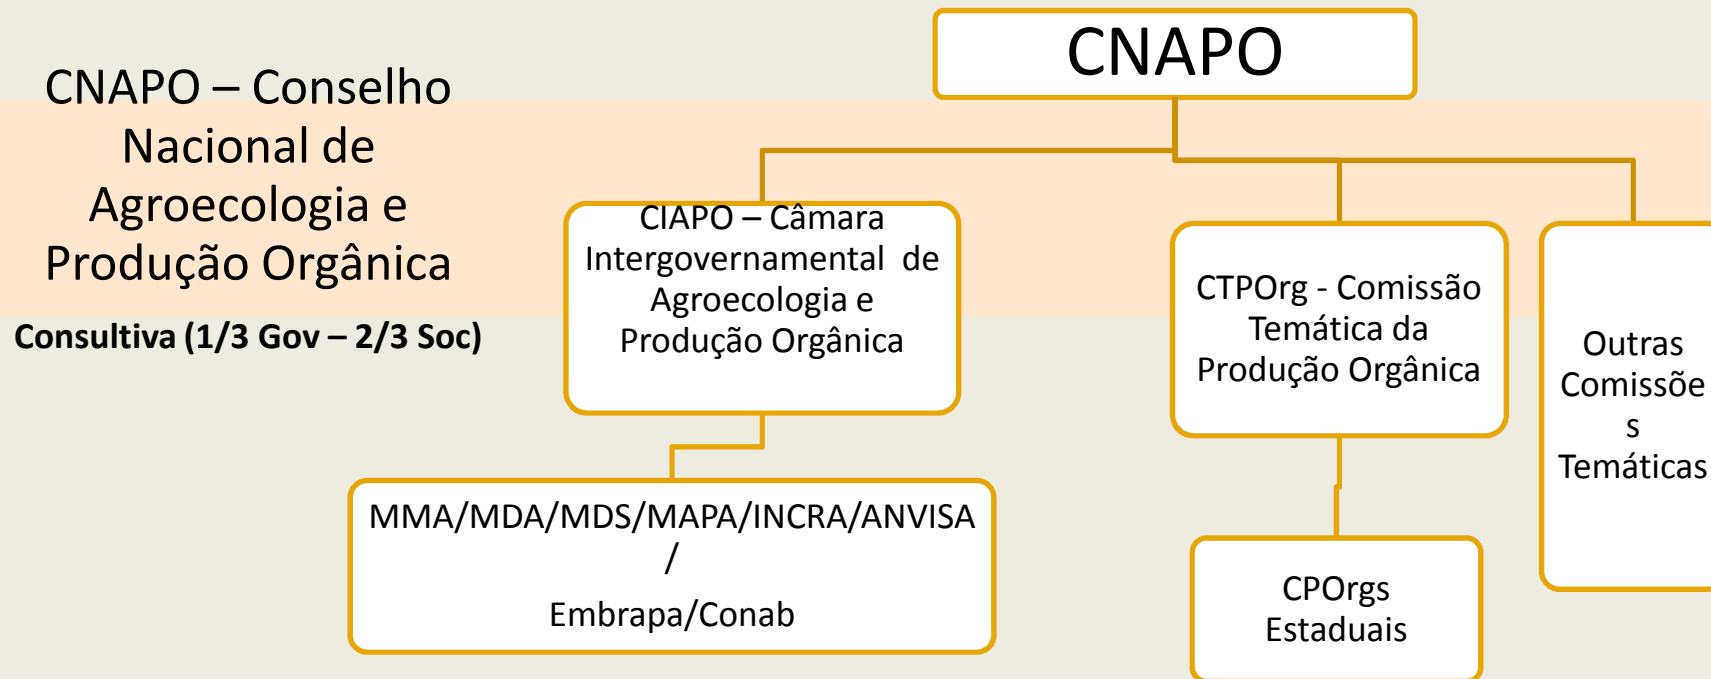 CNAPO – Conselho
Nacional de
Agroecologia e
Produção Orgânica
Consultiva (1/3 Gov – 2/3 Soc)
CNAPO
CIAPO – Câmara
Intergovernamental de
Agroecologia e
Produção Orgânica
CTPOrg - Comissão
Temática da
Produção Orgânica
Outras
Comissõe
s
Temáticas
MMA/MDA/MDS/MAPA/INCRA/ANVISA
/
Embrapa/Conab
CPOrgs
Estaduais